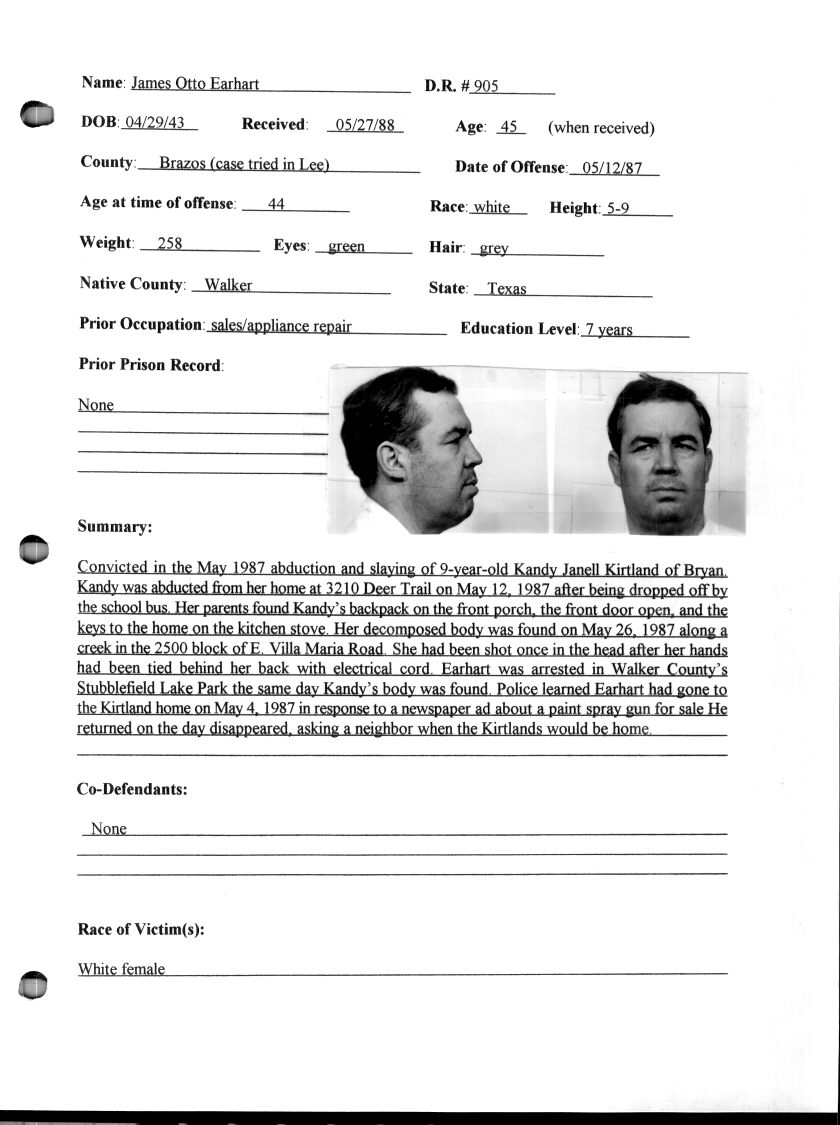 Name: James Otto Earhart D.R. # 905
DOB: 04/29/43 Received: 05/27/88 Age: 45 (when received)
County: Brazos (case tried in Lee) Date of Offense: 05/12/87
Age at time of offense: 44 Race: white Height: 5-9
Weight: 258 Eyes: green Hair: grey
Native County: Walker State: Texas
Prior Occupation: sales/appliance repair Education Level: 7 years
Prior Prison Record:
None
Summary:
Convicted in the May 1987 abduction and slaying of 9-year-old Kandy Janell Kirtland of Bryan.
Kandy was abducted from her home at 3210 Deer Trail on May 12, 1987 after being dropped off by
the school bus. Her parents found Kandy's backpack on the front porch, the front door open, and the
keys to the home on the kitchen stove. Her decomposed body was found on May 26, 1987 along a
creek in the 2500 block of E. Villa Maria Road. She had been shot once in the head after her hands
had been tied behind her back with electrical cord. Earhart was arrested in Walker County's
Stubblefield Lake Park the same day Kandy's body was found. Police learned Earhart had gone to
the Kirtland home on May 4, 1987 in response to a newspaper ad about a paint spray gun for sale He
returned on the day disappeared, asking a neighbor when the Kirtlands would be home.
Co-Defendants:
None
Race of Victim(s):
White female